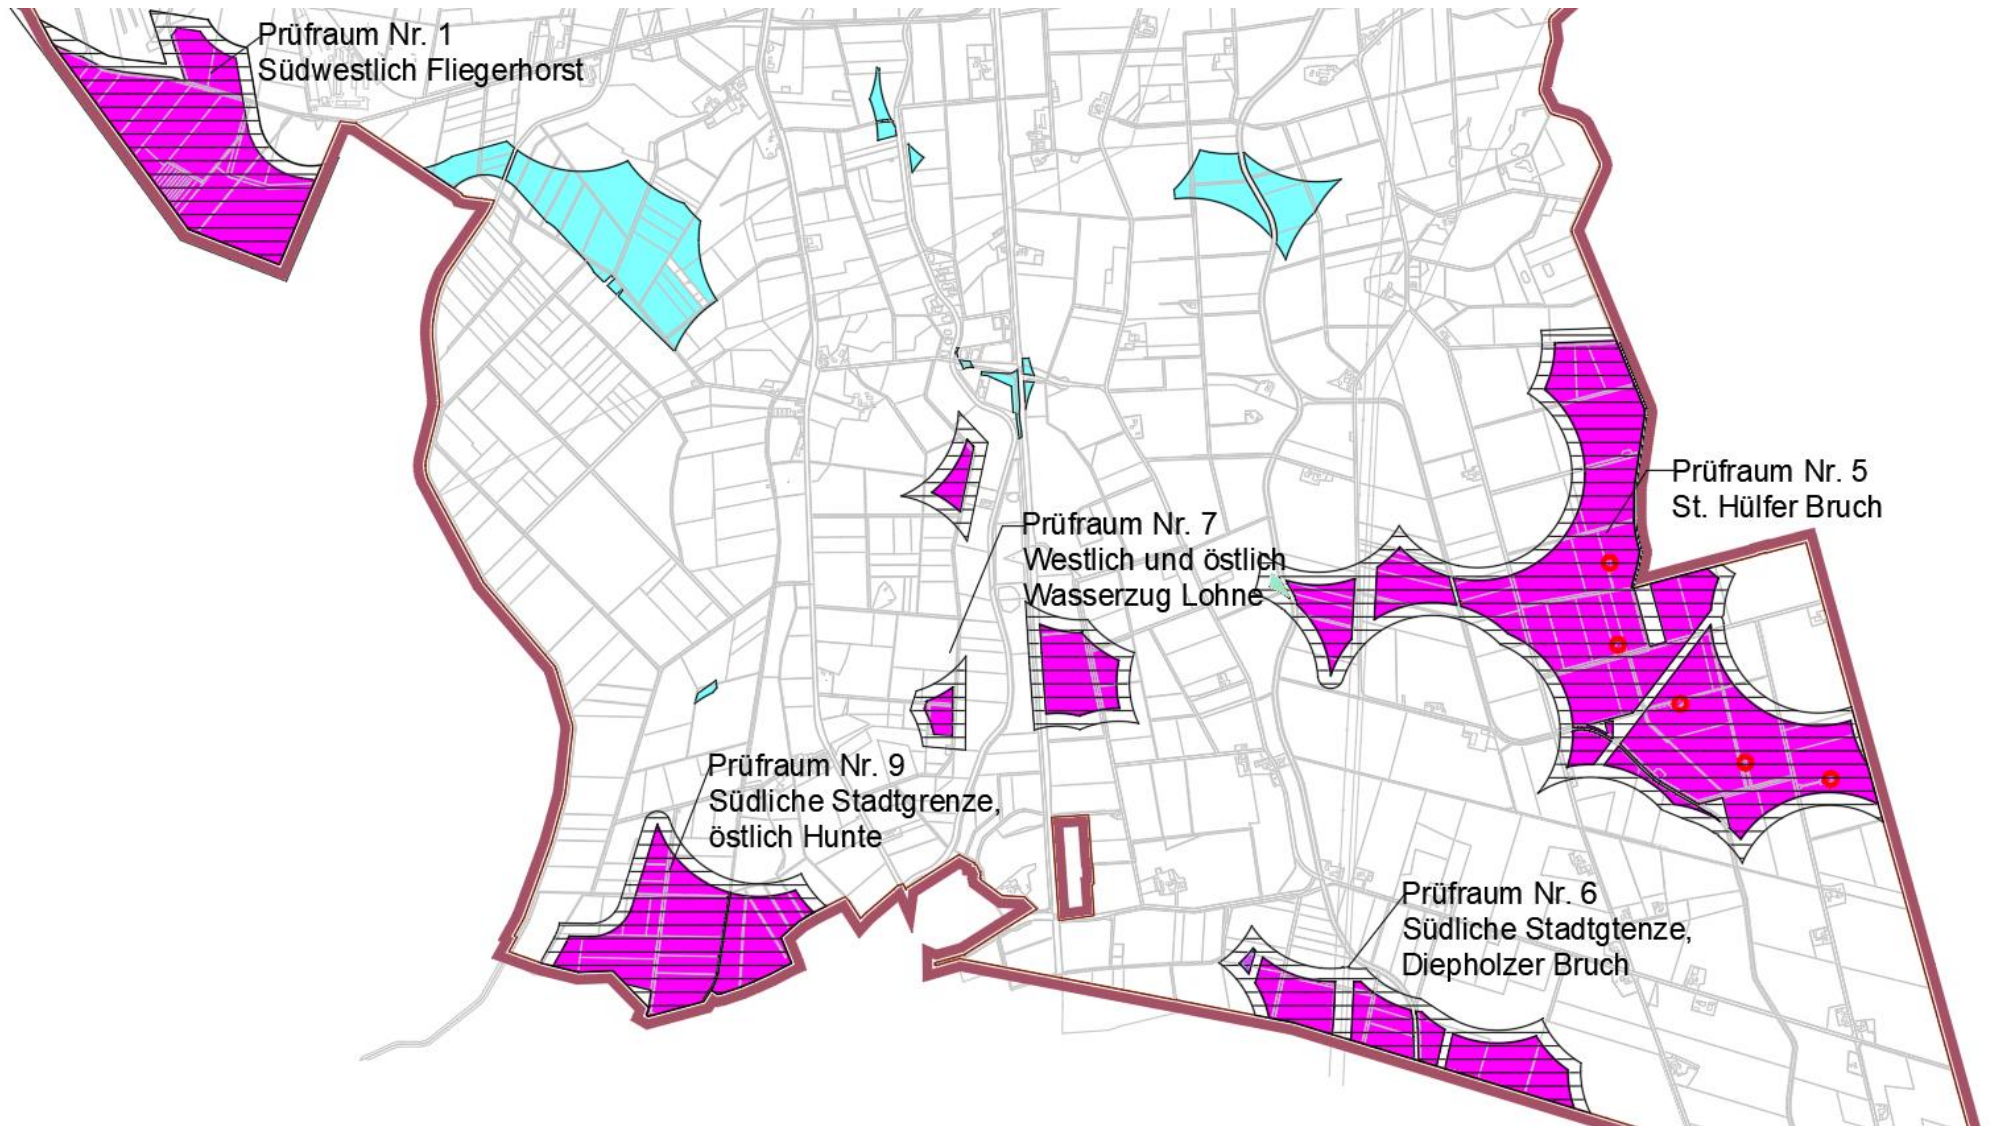 Prüfraum Nr. 1
Südwestlich Fliegerhorst
Prüfraum Nr. 5
St. Hülfer Bruch
Prüfraum Nr. 7
Westlich und östlich
Wasserzug Lohne
Prüfraum Nr. 9
Südliche Stadtgrenze,
östlich Hunte
Prüfraum Nr. 6
Südliche Stadtgtenze,
Diepholzer Bruch